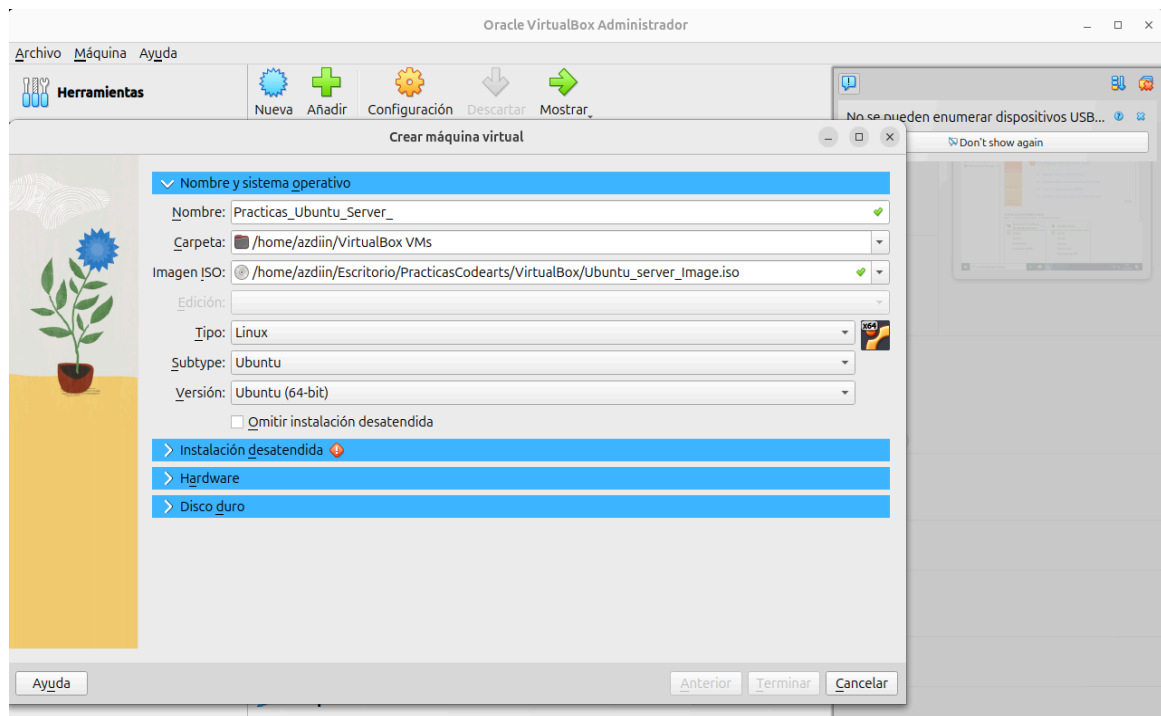 Oracle VirtualBox Administrador
Archivo Máquina Ayuda
Herramientas
Nueva Añadir Configuración Descartar Mostrar
No se pueden enumerar dispositivos USB...
Don't show again
Crear máquina virtual
Nombre y sistema operativo
Nombre: Practicas_Ubuntu_Server_
Carpeta: /home/azdiin/VirtualBox VMs
Imagen ISO: /home/azdiin/Escritorio/PracticasCodearts/VirtualBox/Ubuntu_server_Image.iso
Edición:
Tipo: Linux
x64
Subtype: Ubuntu
Versión: Ubuntu (64-bit)
Omitir instalación desatendida
Instalación desatendida
Hardware
Disco duro
Ayuda Anterior Terminar Cancelar